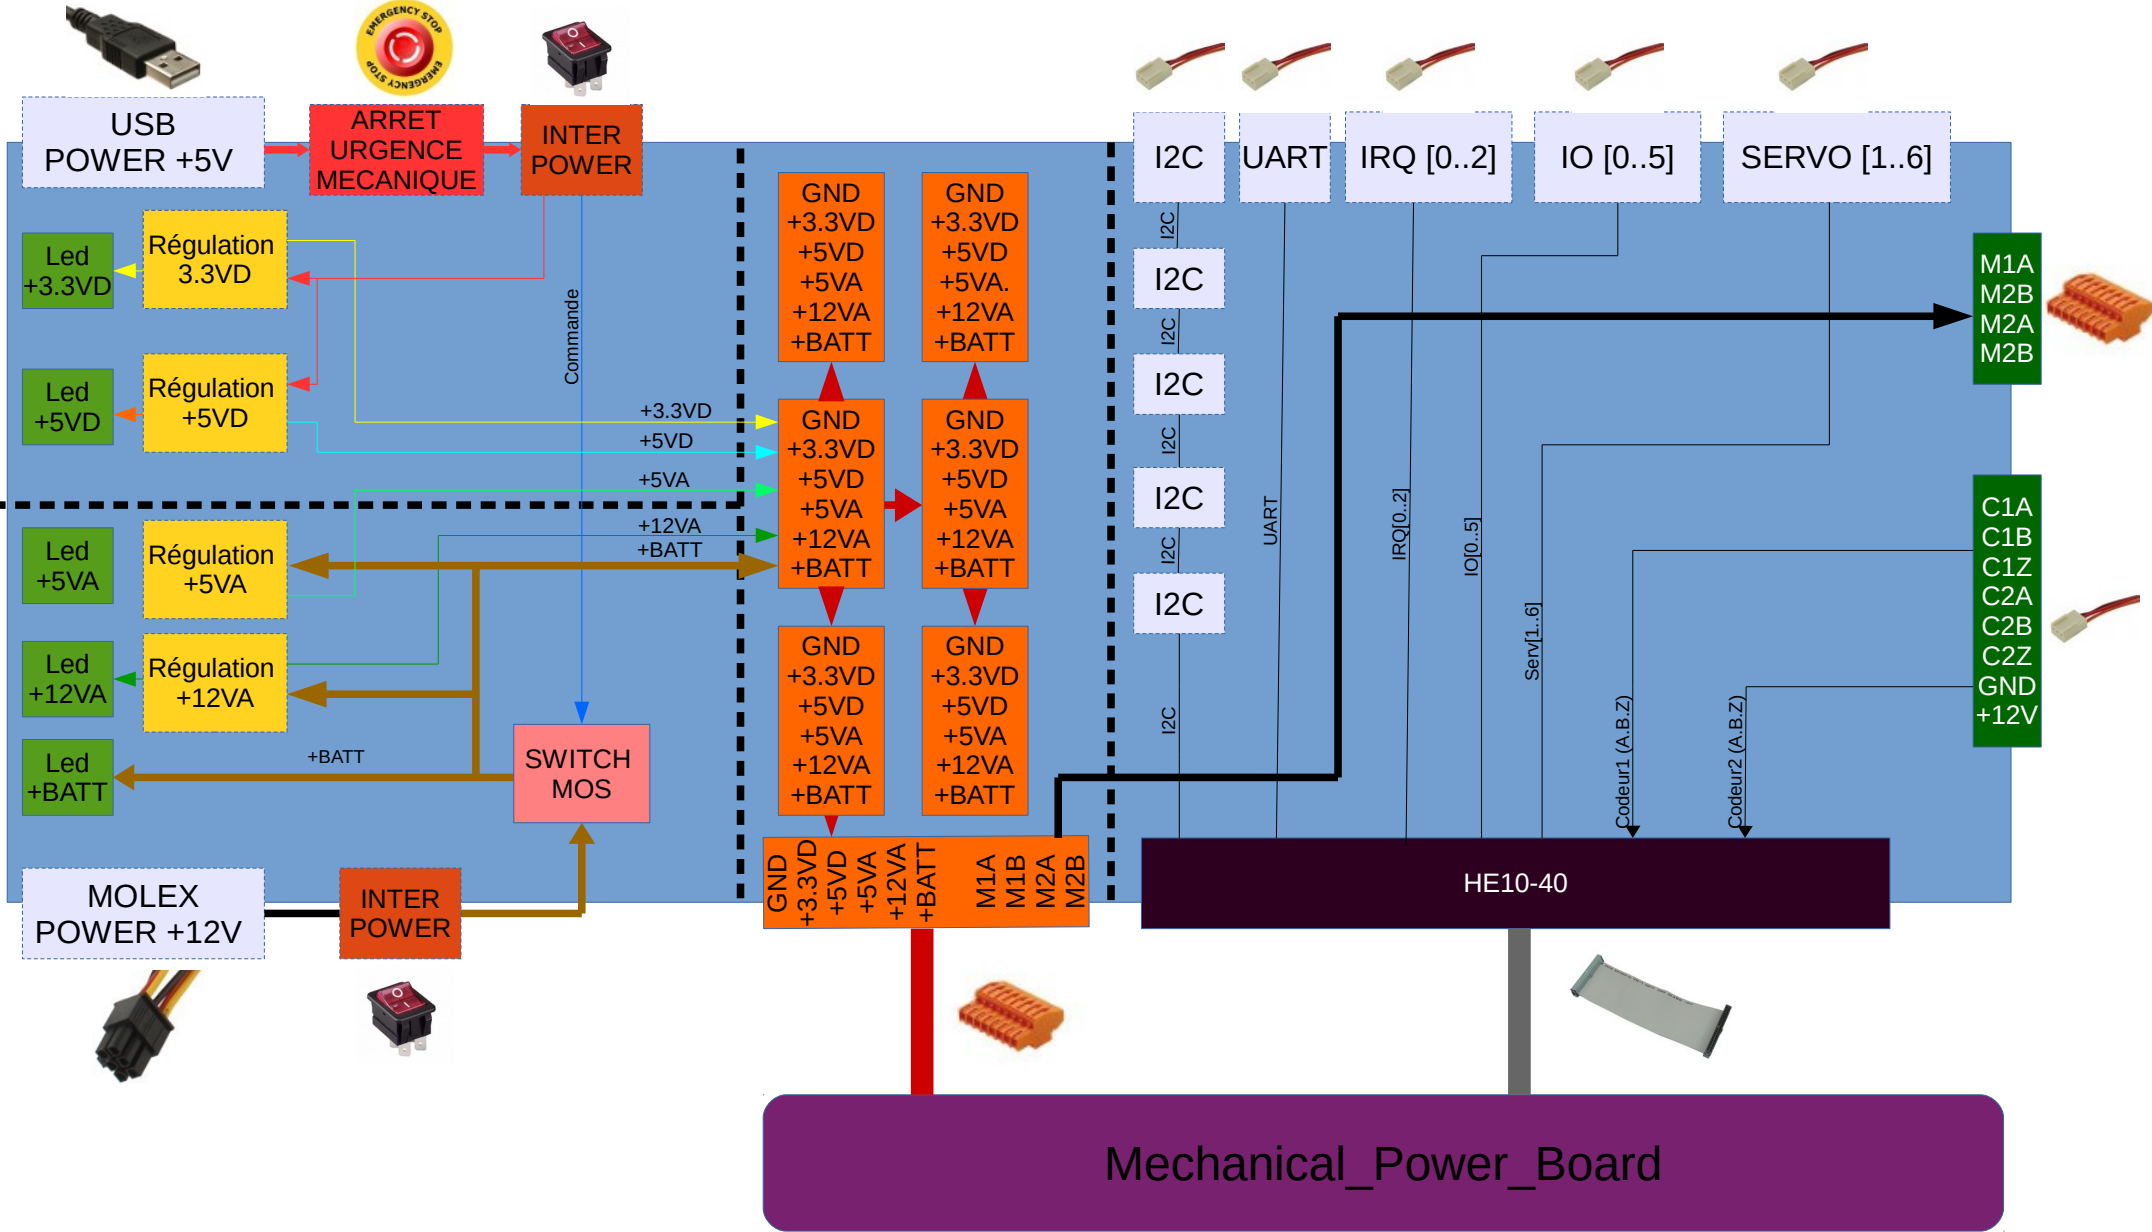 EMERGENCY STOP
EMERGENCY STOP
USB
POWER +5V
ARRET
URGENCE
MECANIQUE
INTER
POWER
I2C
UART
IRQ [0..2]
IO [0..5]
SERVO [1..6]
Led
+3.3VD
Régulation
3.3VD
Led
+5VD
Régulation
+5VD
Commande
+3.3VD
+5VD
+5VA
+12VA
+BATT
Led
+5VA
Régulation
+5VA
Led
+12VA
Régulation
+12VA
Led
+BATT
+BATT
SWITCH
MOS
MOLEX
POWER +12V
INTER
POWER
GND
+3.3VD
+5VD
+5VA
+12VA
+BATT
GND
+3.3VD
+5VD
+5VA.
+12VA
+BATT
GND
+3.3VD
+5VD
+5VA
+12VA
+BATT
GND
+3.3VD
+5VD
+5VA
+12VA
+BATT
GND
+3.3VD
+5VD
+5VA
+12VA
+BATT
GND
+3.3VD
+5VD
+5VA
+12VA
+BATT
GND
+3.3VD
+5VD
+5VA
+12VA
+BATT
M1A
M1B
M2A
M2B
I2C
I2C
I2C
I2C
I2C
I2C
I2C
I2C
I2C
UART
IRQ[0..2]
IO[0..5]
Serv[1..6]
Codeur1 (A.B.Z)
Codeur2 (A.B.Z)
M1A
M2B
M2A
M2B
C1A
C1B
C1Z
C2A
C2B
C2Z
GND
+12V
HE10-40
Mechanical_Power_Board